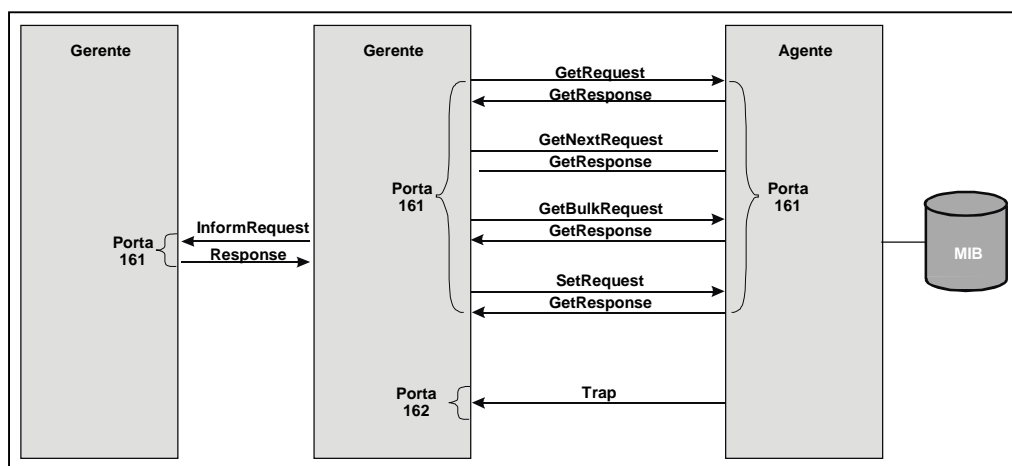 Gerente
Gerente
Agente
GetRequest
GetResponse
GetNextRequest
GetResponse
Porta
161
Porta
161
GetBulkRequest
GetResponse
InformRequest
Response
Porta
161
MIB
SetRequest
GetResponse
Porta
162
Trap